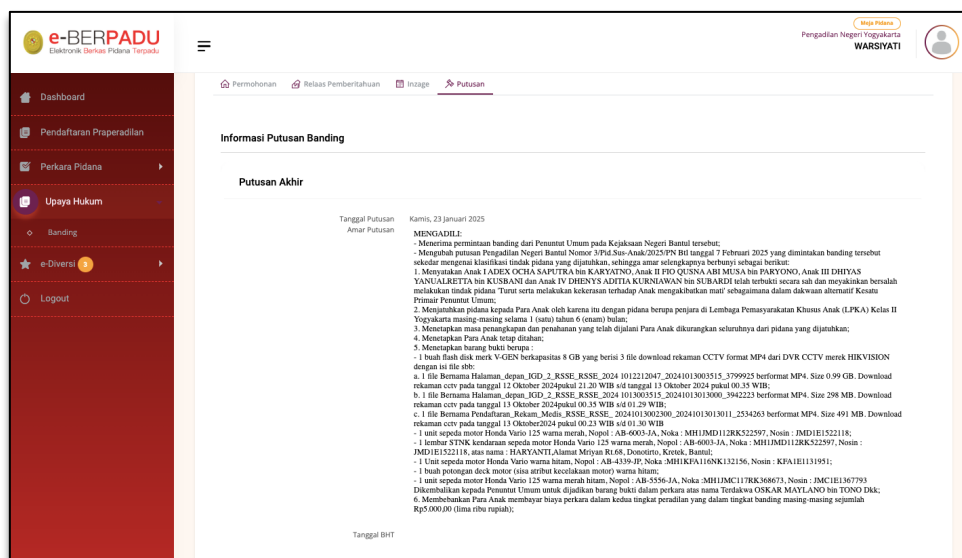 e-BERPADU
Elektronik Berkas Pidana Terpadu
Meja Pidana
Pengadilan Negeri Yogyakarta
WARSIYATI
Dashboard
Pendaftaran Praperadilan
Perkara Pidana
Upaya Hukum
Banding
e-Diversi 3
Logout
Permohonan Relaas Pemberitahuan Inzage Putusan
Informasi Putusan Banding
Putusan Akhir
Tanggal Putusan Kamis, 23 Januari 2025
Amar Putusan
MENGADILI:
- Menerima permintaan banding dari Penuntut Umum pada Kejaksaan Negeri Bantul tersebut;
- Mengubah putusan Pengadilan Negeri Bantul Nomor 3/Pid.Sus-Anak/2025/PN Btl tanggal 7 Februari 2025 yang dimintakan banding tersebut
sekedar mengenai klasifikasi tindak pidana yang dijatuhkan, sehingga amar selengkapnya berbunyi sebagai berikut:
1. Menyatakan Anak I ADEX OCHA SAPUTRA bin KARYATNO, Anak II FIO QUSNA ABI MUSA bin PARYONO, Anak III DHIYAS
YANUALRETTA bin KUSBANI dan Anak IV DHENYS ADITIA KURNIAWAN bin SUBARDI telah terbukti secara sah dan meyakinkan bersalah
melakukan tindak pidana 'Turut serta melakukan kekerasan terhadap Anak mengakibatkan mati' sebagaimana dalam dakwaan alternatif Kesatu
Primair Penuntut Umum;
2. Menjatuhkan pidana kepada Para Anak oleh karena itu dengan pidana berupa penjara di Lembaga Pemasyarakatan Khusus Anak (LPKA) Kelas II
Yogyakarta masing-masing selama 1 (satu) tahun 6 (enam) bulan;
3. Menetapkan masa penangkapan dan penahanan yang telah dijalani Para Anak dikurangkan seluruhnya dari pidana yang dijatuhkan;
4. Menetapkan Para Anak tetap ditahan;
5. Menetapkan barang bukti berupa :
- 1 buah flash disk merk V-GEN berkapasitas 8 GB yang berisi 3 file download rekaman CCTV format MP4 dari DVR CCTV merek HIKVISION
dengan isi file sbb:
a. 1 file Bernama Halaman_depan_IGD_2_RSSE_RSSE_2024 1012212047_20241013003515_3799925 berformat MP4. Size 0.99 GB. Download
rekaman cctv pada tanggal 12 Oktober 2024pukul 21.20 WIB s/d tanggal 13 Oktober 2024 pukul 00.35 WIB;
b. 1 file Bernama Halaman_depan_IGD_2_RSSE_RSSE_2024 1013003515_20241013013000_3942223 berformat MP4. Size 298 MB. Download
rekaman cctv pada tanggal 13 Oktober 2024pukul 00.35 WIB s/d 01.29 WIB;
c. 1 file Bernama Pendaftaran_Rekam_Medis_RSSE_RSSE_ 20241013002300_20241013013011_2534263 berformat MP4. Size 491 MB. Download
rekaman cctv pada tanggal 13 Oktober2024 pukul 00.23 WIB s/d 01.30 WIB
- 1 unit sepeda motor Honda Vario 125 warna merah, Nopol : AB-6003-JA, Noka : MH1JMD112RK522597, Nosin : JMD1E1522118;
- 1 lembar STNK kendaraan sepeda motor Honda Vario 125 warna merah, Nopol : AB-6003-JA, Noka : MH1JMD112RK522597, Nosin :
JMD1E1522118, atas nama : HARYANTI,Alamat Mriyan Rt.68, Donotirto, Kretek, Bantul;
- 1 Unit sepeda motor Honda Vario warna hitam, Nopol : AB-4339-JP, Noka :MH1KFA116NK132156, Nosin : KFA1E1131951;
- 1 buah potongan deck motor (sisa atribut kecelakaan motor) warna hitam;
- 1 unit sepeda motor Honda Vario 125 warna merah hitam, Nopol : AB-5556-JA, Noka :MH1JMC117RK368673, Nosin : JMC1E1367793
Dikembalikan kepada Penuntut Umum untuk dijadikan barang bukti dalam perkara atas nama Terdakwa OSKAR MAYLANO bin TONO Dkk;
6. Membebankan Para Anak membayar biaya perkara dalam kedua tingkat peradilan yang dalam tingkat banding masing-masing sejumlah
Rp5.000,00 (lima ribu rupiah);
Tanggal BHT